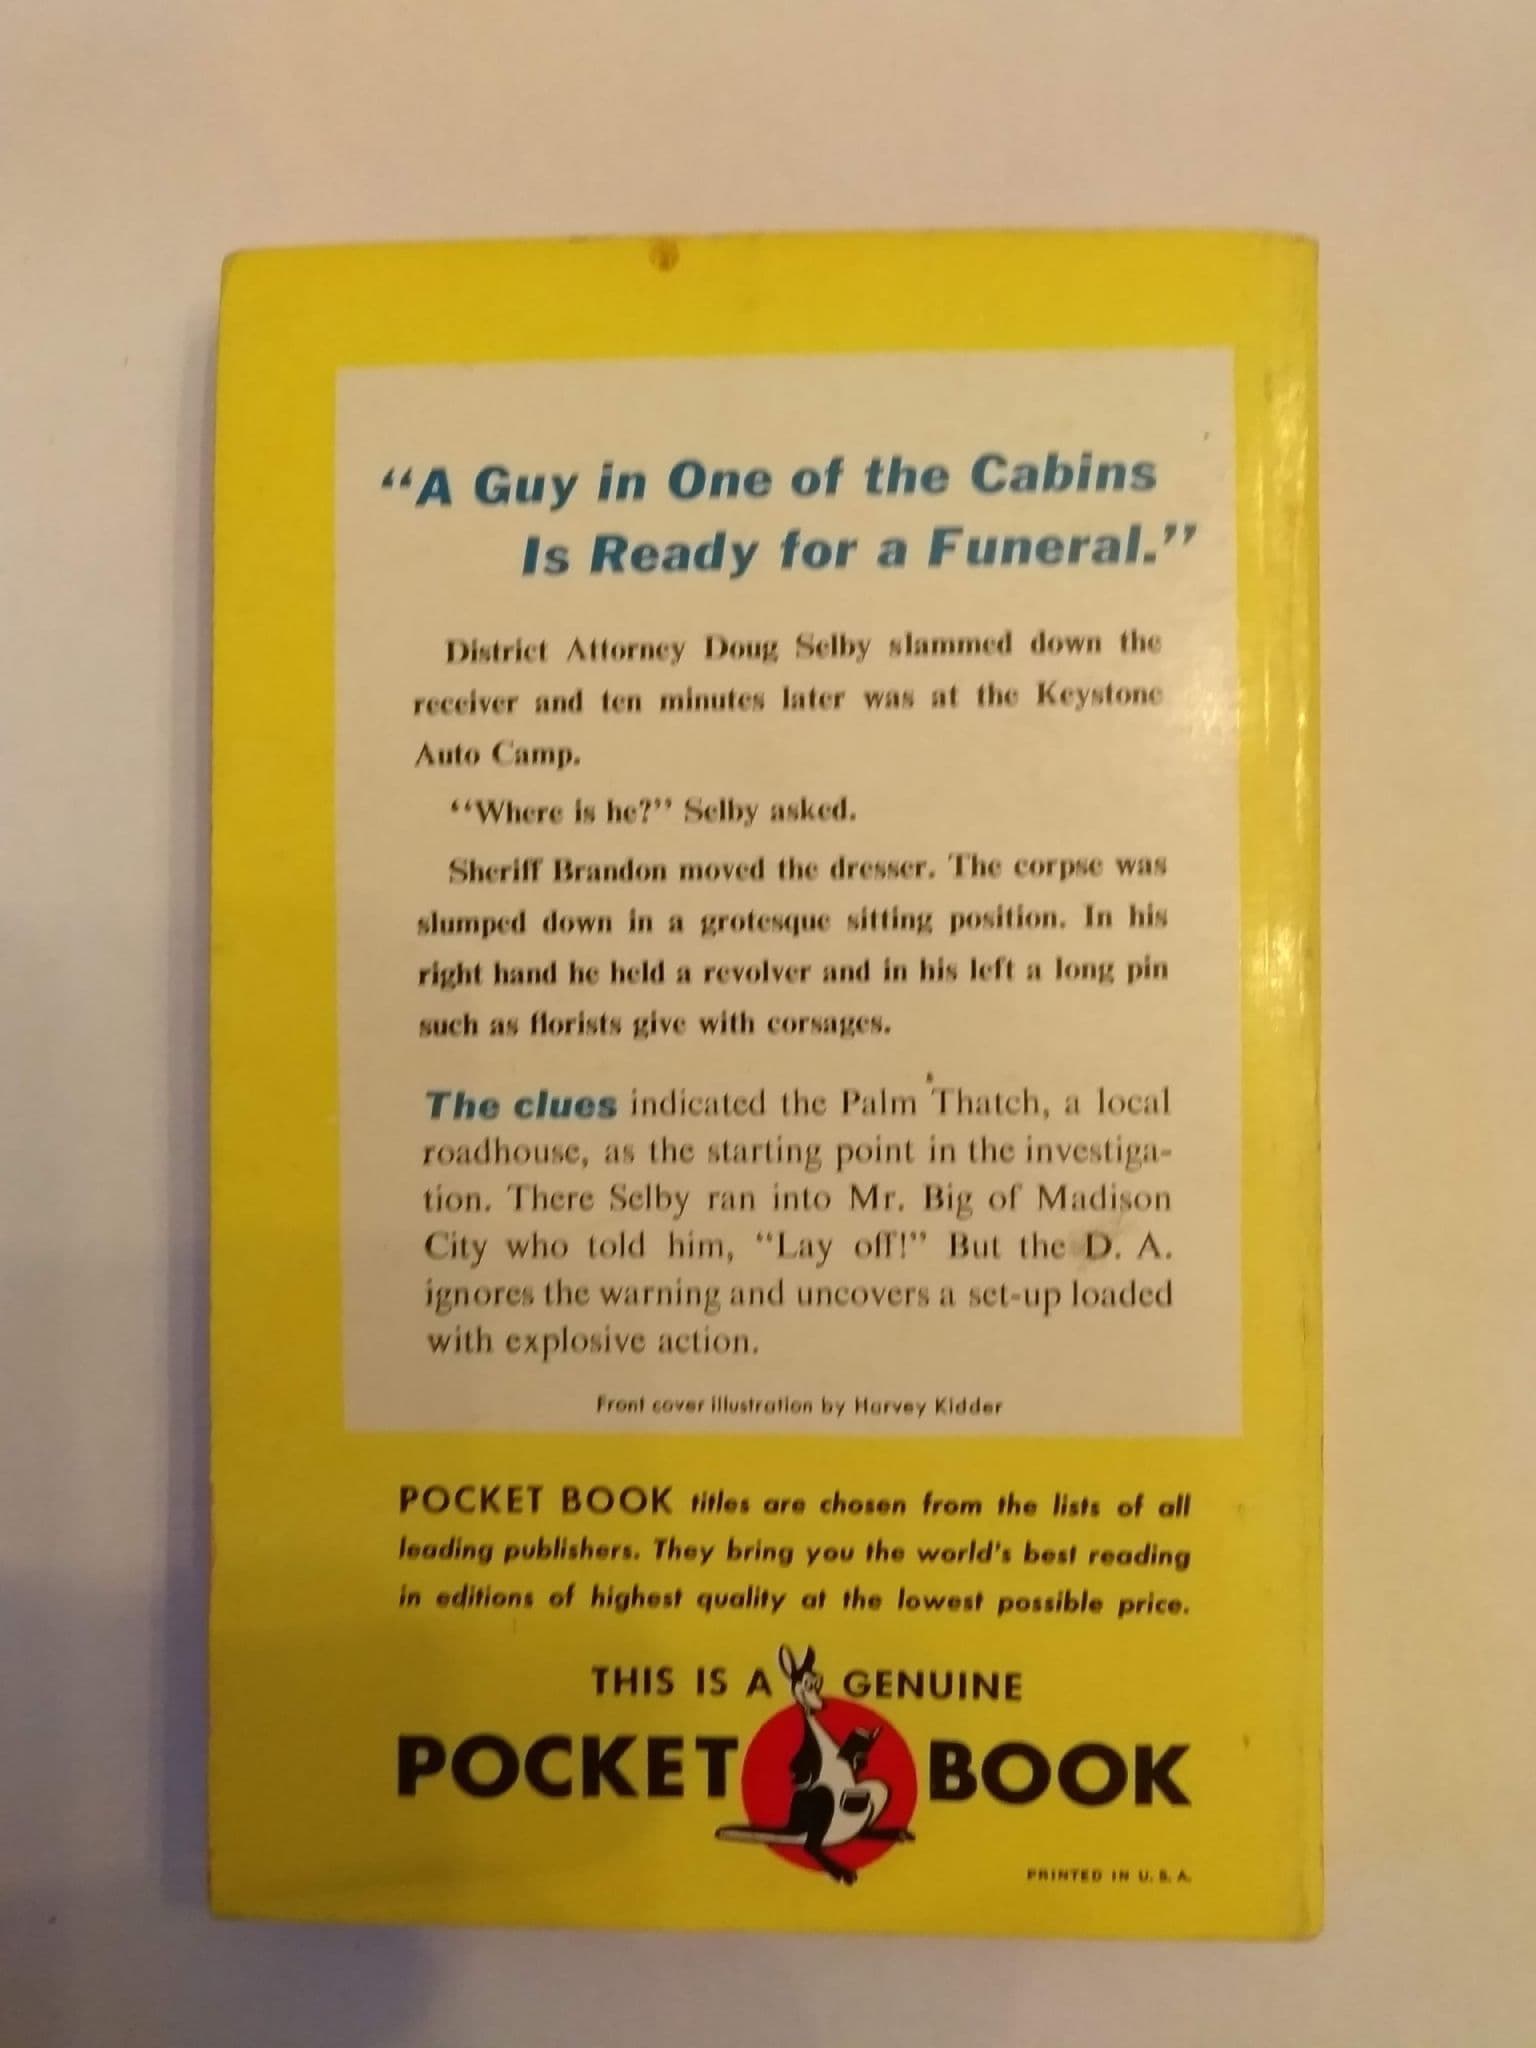 “A Guy in One of the Cabins
Is Ready for a Funeral.”
District Attorney Doug Selby slammed down the
receiver and ten minutes later was at the Keystone
Auto Camp.
“Where is he?” Selby asked.
Sheriff Brandon moved the dresser. The corpse was
slumped down in a grotesque sitting position. In his
right hand he held a revolver and in his left a long pin
such as florists give with corsages.
The clues indicated the Palm Thatch, a local
roadhouse, as the starting point in the investiga-
tion. There Selby ran into Mr. Big of Madison
City who told him, “Lay off!” But the D. A.
ignores the warning and uncovers a set-up loaded
with explosive action.
Front cover illustration by Harvey Kidder
POCKET BOOK titles are chosen from the lists of all
leading publishers. They bring you the world's best reading
in editions of highest quality at the lowest possible price.
THIS IS A GENUINE
POCKET BOOK
PRINTED IN U. S. A.